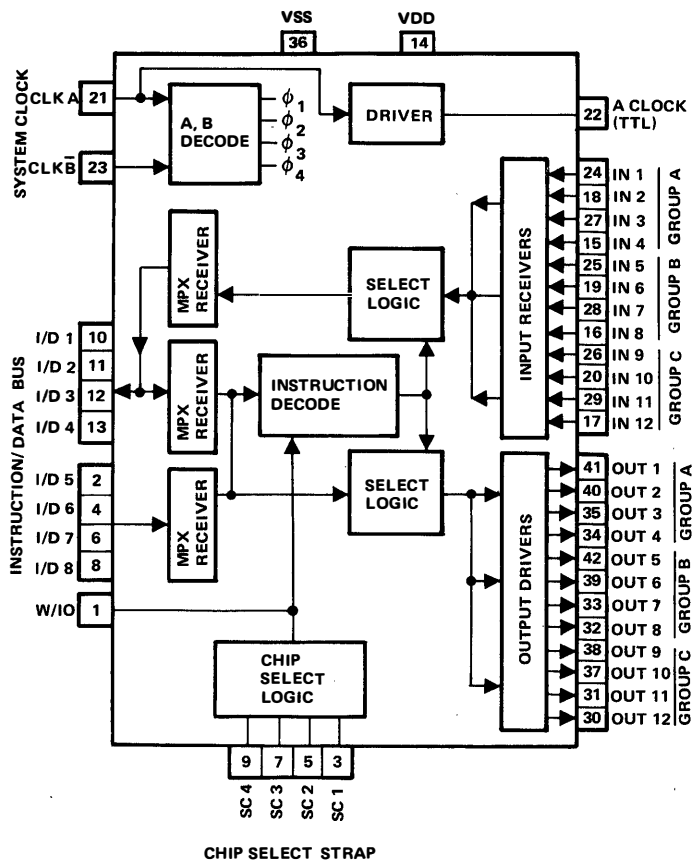 VSS
VDD
36
14
SYSTEM CLOCK
CLK A
21
CLKB̅
23
A, B
DECODE
ϕ1
ϕ2
ϕ3
ϕ4
DRIVER
22
A CLOCK
(TTL)
MPX
RECEIVER
SELECT
LOGIC
INPUT RECEIVERS
24 IN 1
18 IN 2
27 IN 3
15 IN 4
GROUP A
25 IN 5
19 IN 6
28 IN 7
16 IN 8
GROUP B
26 IN 9
20 IN 10
29 IN 11
17 IN 12
GROUP C
INSTRUCTION/DATA BUS
I/D 1 10
I/D 2 11
I/D 3 12
I/D 4 13
I/D 5 2
I/D 6 4
I/D 7 6
I/D 8 8
W/IO 1
MPX
RECEIVER
INSTRUCTION
DECODE
MPX
RECEIVER
SELECT
LOGIC
OUTPUT DRIVERS
41 OUT 1
40 OUT 2
35 OUT 3
34 OUT 4
GROUP A
42 OUT 5
39 OUT 6
33 OUT 7
32 OUT 8
GROUP B
38 OUT 9
37 OUT 10
31 OUT 11
30 OUT 12
GROUP C
CHIP
SELECT
LOGIC
9 7 5 3
SC 4 SC 3 SC 2 SC 1
CHIP SELECT STRAP